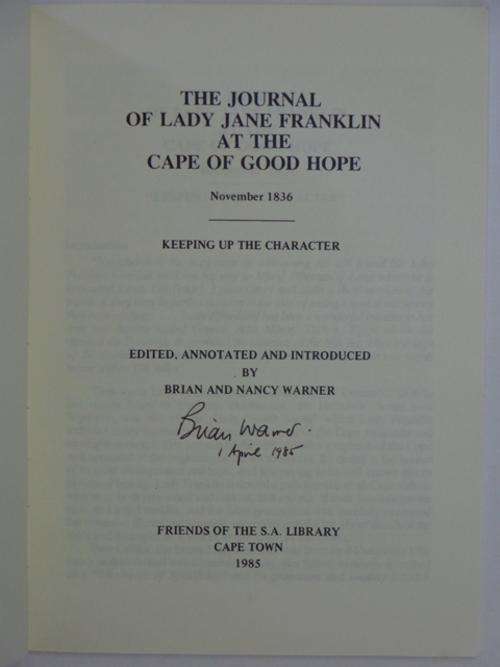 THE JOURNAL
OF LADY JANE FRANKLIN
AT THE
CAPE OF GOOD HOPE
November 1836
KEEPING UP THE CHARACTER
EDITED, ANNOTATED AND INTRODUCED
BY
BRIAN AND NANCY WARNER
Brian Warner.
1 April 1985
FRIENDS OF THE S.A. LIBRARY
CAPE TOWN
1985